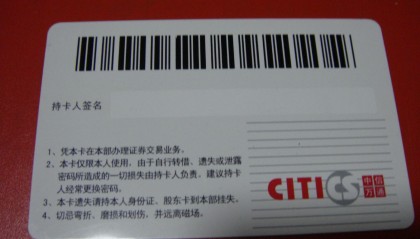 持卡人签名
1、凭本卡在本部办理证券交易业务。
2、本卡仅限本人使用，由于自行转借、遗失或泄露
密码所造成的一切损失由持卡人负责，建议持卡
人经常更换密码。
3、本卡遗失请持本人身份证、股东卡到本部挂失。
4、切忌弯折、磨损和划伤，并远离磁场。
CITICS
中信
万通